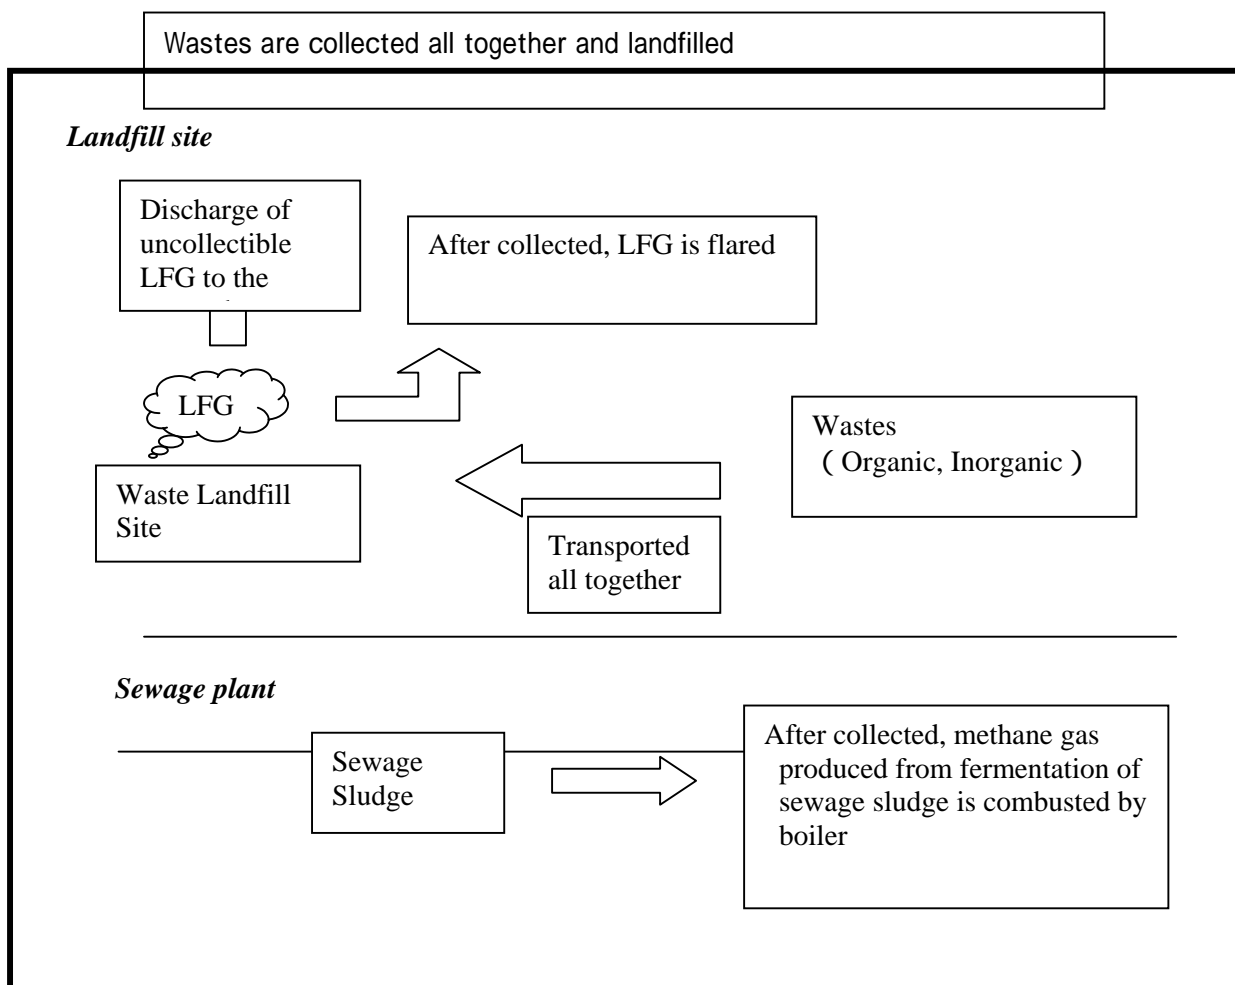 Wastes are collected all together and landfilled
Landfill site
Discharge of
uncollectible
LFG to the
After collected, LFG is flared
LFG
Wastes
( Organic, Inorganic )
Waste Landfill
Site
Transported
all together
Sewage plant
Sewage
Sludge
After collected, methane gas
produced from fermentation of
sewage sludge is combusted by
boiler